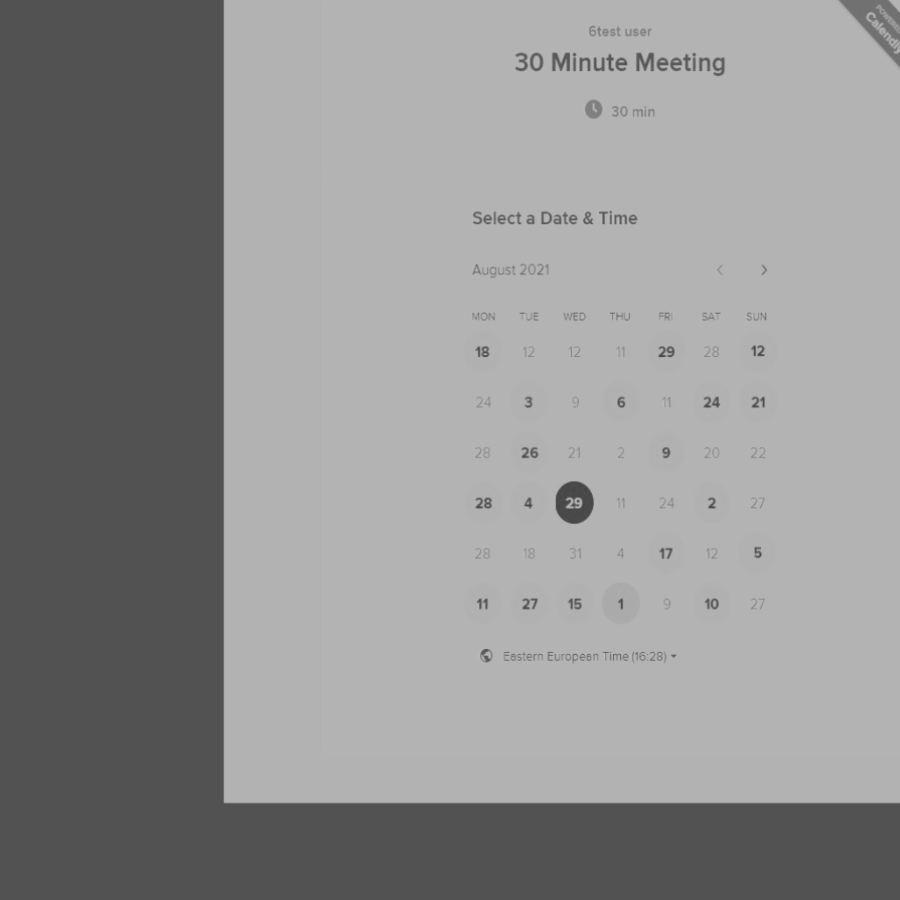 POWERED
Calendly
6test user
30 Minute Meeting
30 min
Select a Date & Time
August 2021
MON TUE WED THU FRI SAT SUN
18 12 12 11 29 28 12
24 3 9 6 11 24 21
28 26 21 2 9 20 22
28 4 29 11 24 2 27
28 18 31 4 17 12 5
11 27 15 1 9 10 27
Eastern European Time (16:28)